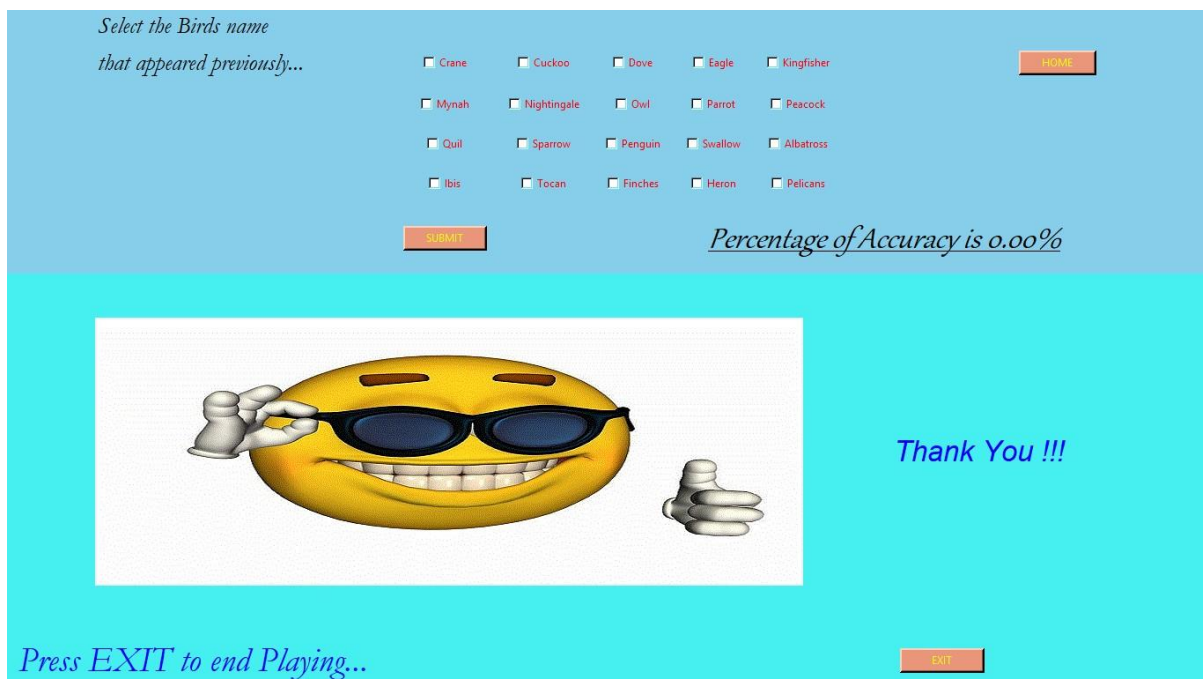 Select the Birds name
that appeared previously...
HOME
Crane Cuckoo Dove Eagle Kingfisher
Mynah Nightingale Owl Parrot Peacock
Quil Sparrow Penguin Swallow Albatross
Ibis Tocan Finches Heron Pelicans
SUBMIT
Percentage of Accuracy is 0.00%
Thank You !!!
Press EXIT to end Playing...
EXIT